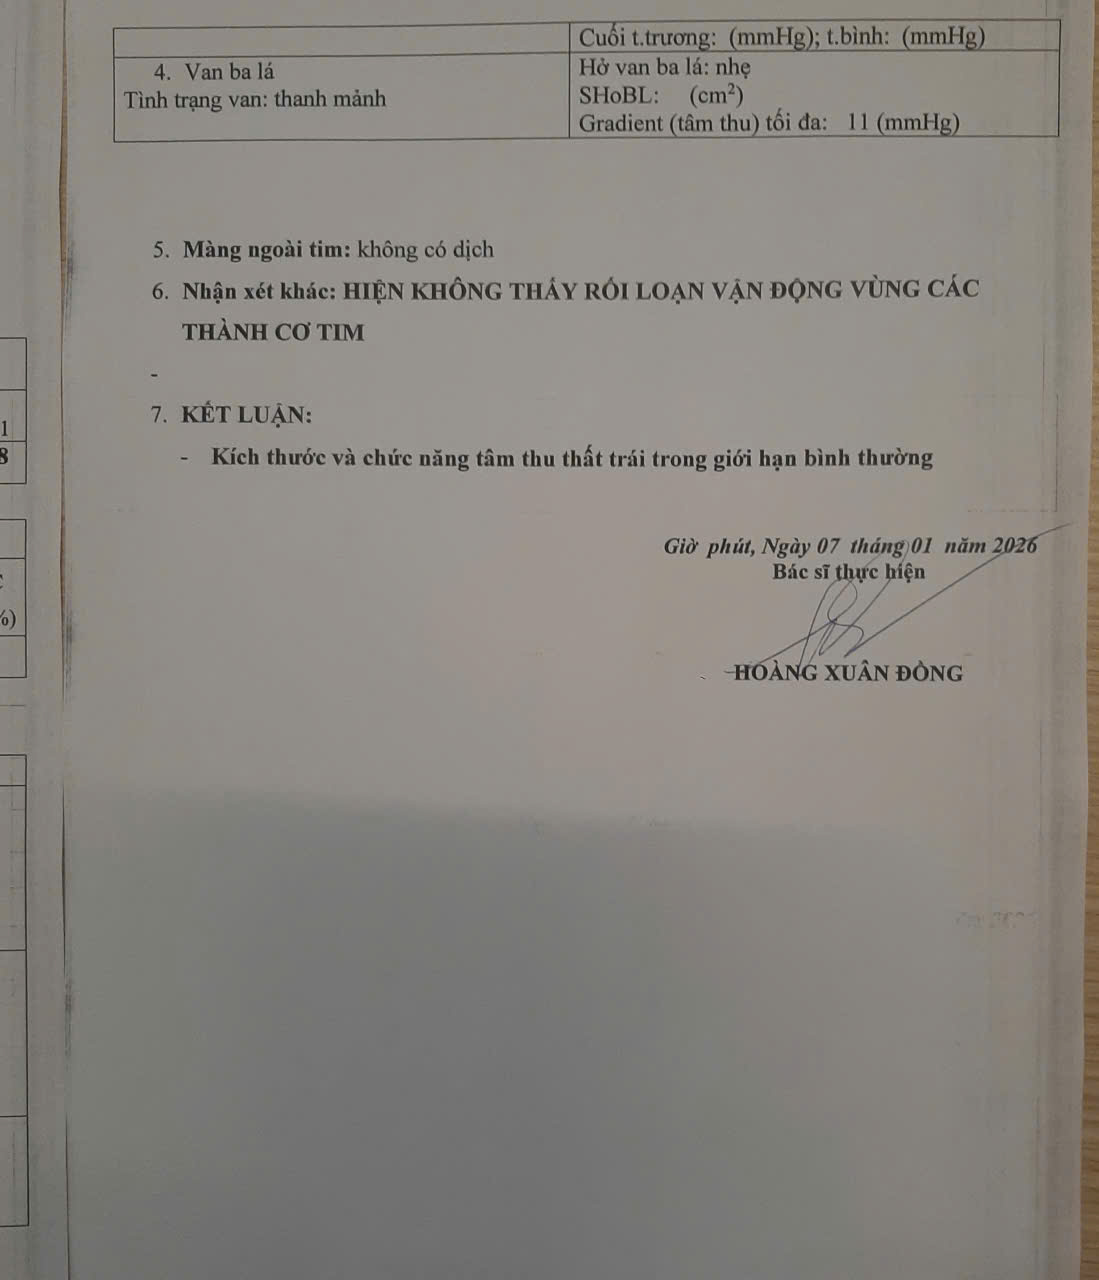 Cuối t.trương: (mmHg); t.bình: (mmHg)
4. Van ba lá
Tình trạng van: thanh mảnh
Hở van ba lá: nhẹ
SHoBL: (cm²)
Gradient (tâm thu) tối đa: 11 (mmHg)
5. Màng ngoài tim: không có dịch
6. Nhận xét khác: HIỆN KHÔNG THẤY RỐI LOẠN VẬN ĐỘNG VÙNG CÁC
THÀNH CƠ TIM
-
7. KẾT LUẬN:
- Kích thước và chức năng tâm thu thất trái trong giới hạn bình thường
Giờ phút, Ngày 07 tháng 01 năm 2026
Bác sĩ thực hiện
HOÀNG XUÂN ĐÒNG
1
8
%)